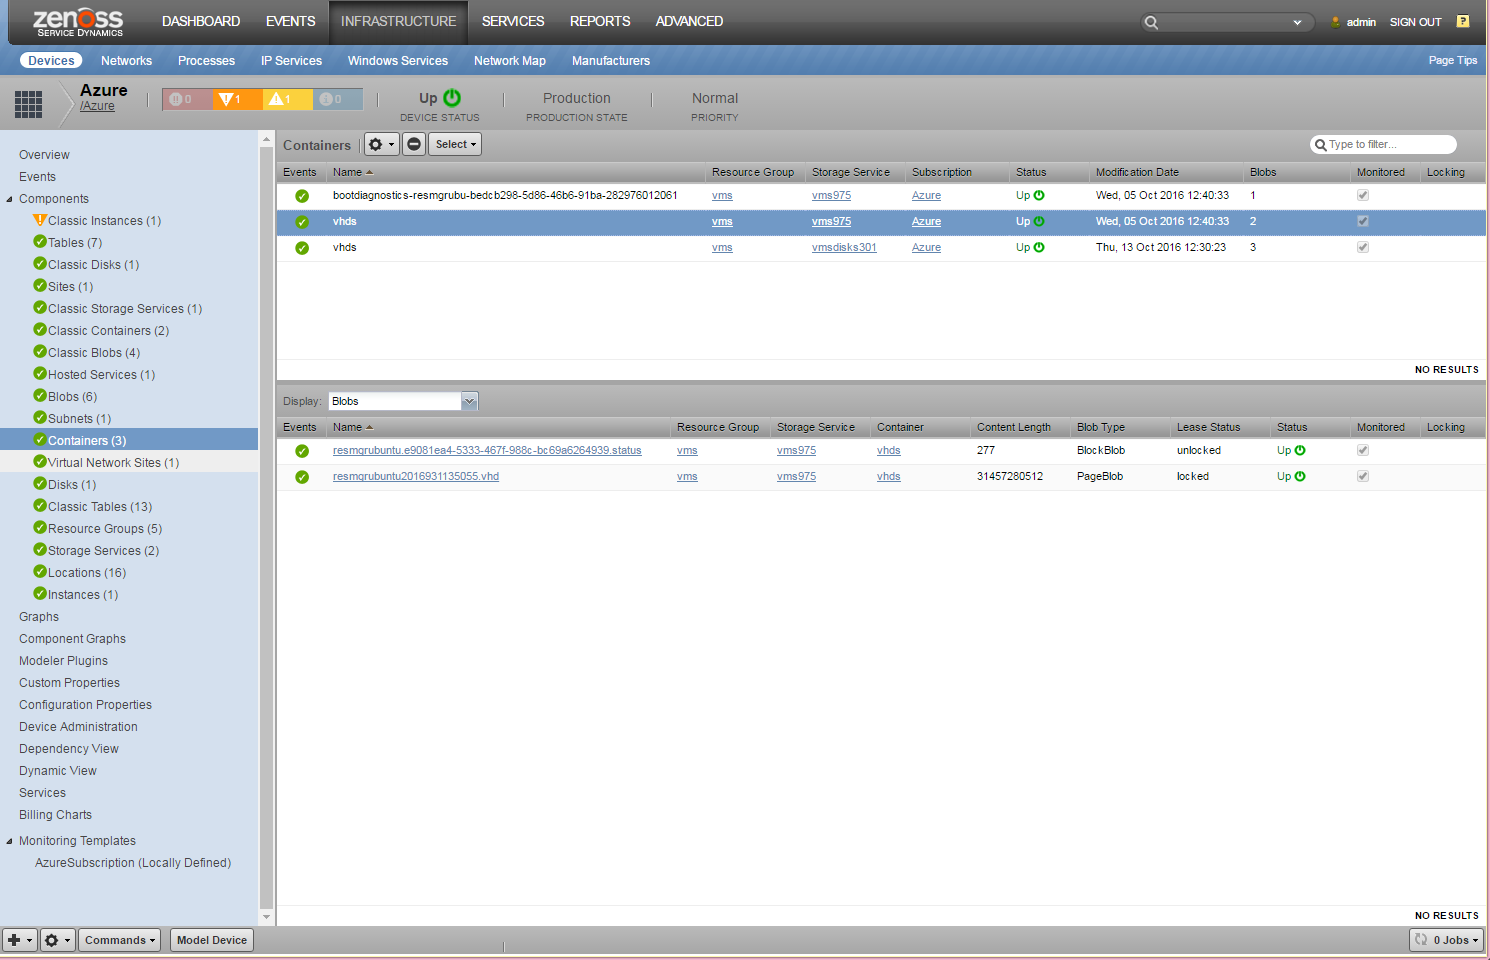 zenoss
SERVICE DYNAMICS
DASHBOARD EVENTS INFRASTRUCTURE SERVICES REPORTS ADVANCED
admin SIGN OUT ?
Devices Networks Processes IP Services Windows Services Network Map Manufacturers Page Tips
Azure
/Azure
0 1 1 0
Up
DEVICE STATUS
Production
PRODUCTION STATE
Normal
PRIORITY
Overview
Events
Components
Classic Instances (1)
Tables (7)
Classic Disks (1)
Sites (1)
Classic Storage Services (1)
Classic Containers (2)
Classic Blobs (4)
Hosted Services (1)
Blobs (6)
Subnets (1)
Containers (3)
Virtual Network Sites (1)
Disks (1)
Classic Tables (13)
Resource Groups (5)
Storage Services (2)
Locations (16)
Instances (1)
Graphs
Component Graphs
Modeler Plugins
Custom Properties
Configuration Properties
Device Administration
Dependency View
Dynamic View
Services
Billing Charts
Monitoring Templates
AzureSubscription (Locally Defined)
Containers Select Type to filter...
Events Name Resource Group Storage Service Subscription Status Modification Date Blobs Monitored Locking
bootdiagnostics-resmgrubu-bedcb298-5d86-46b6-91ba-282976012061 vms vms975 Azure Up Wed, 05 Oct 2016 12:40:33 1
vhds vms vms975 Azure Up Wed, 05 Oct 2016 12:40:33 2
vhds vms vmsdisks301 Azure Up Thu, 13 Oct 2016 12:30:23 3
NO RESULTS
Display: Blobs
Events Name Resource Group Storage Service Container Content Length Blob Type Lease Status Status Monitored Locking
resmgrubuntu.e9081ea4-5333-467f-988c-bc69a6264939.status vms vms975 vhds 277 BlockBlob unlocked Up
resmgrubuntu2016931135055.vhd vms vms975 vhds 31457280512 PageBlob locked Up
NO RESULTS
Commands Model Device 0 Jobs